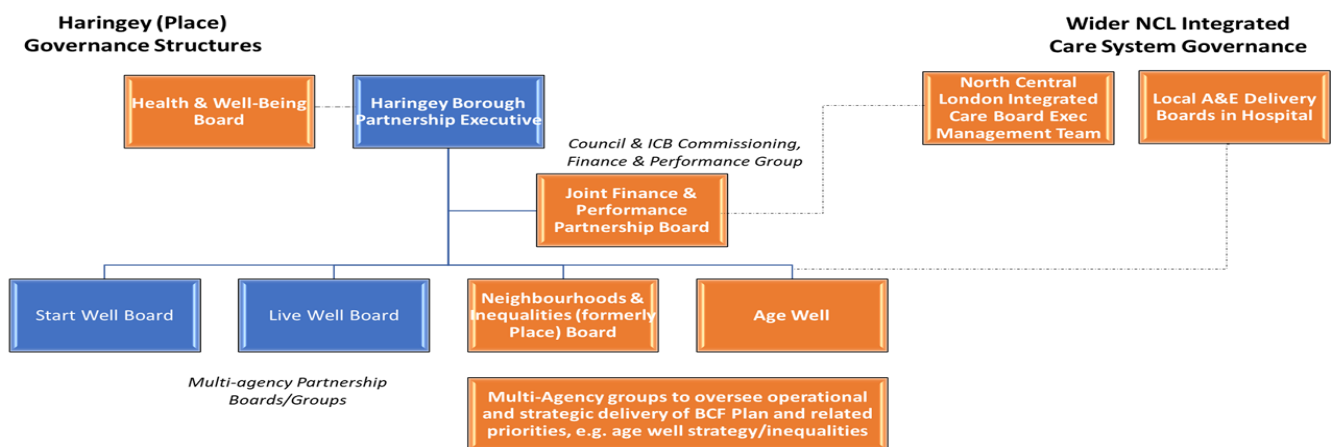 Haringey (Place)
Governance Structures
Wider NCL Integrated
Care System Governance
Health & Well-Being
Board
Haringey Borough
Partnership Executive
North Central
London Integrated
Care Board Exec
Management Team
Local A&E Delivery
Boards in Hospital
Council & ICB Commissioning,
Finance & Performance Group
Joint Finance &
Performance
Partnership Board
Start Well Board
Live Well Board
Neighbourhoods &
Inequalities (formerly
Place) Board
Age Well
Multi-agency Partnership
Boards/Groups
Multi-Agency groups to oversee operational
and strategic delivery of BCF Plan and related
priorities, e.g. age well strategy/inequalities